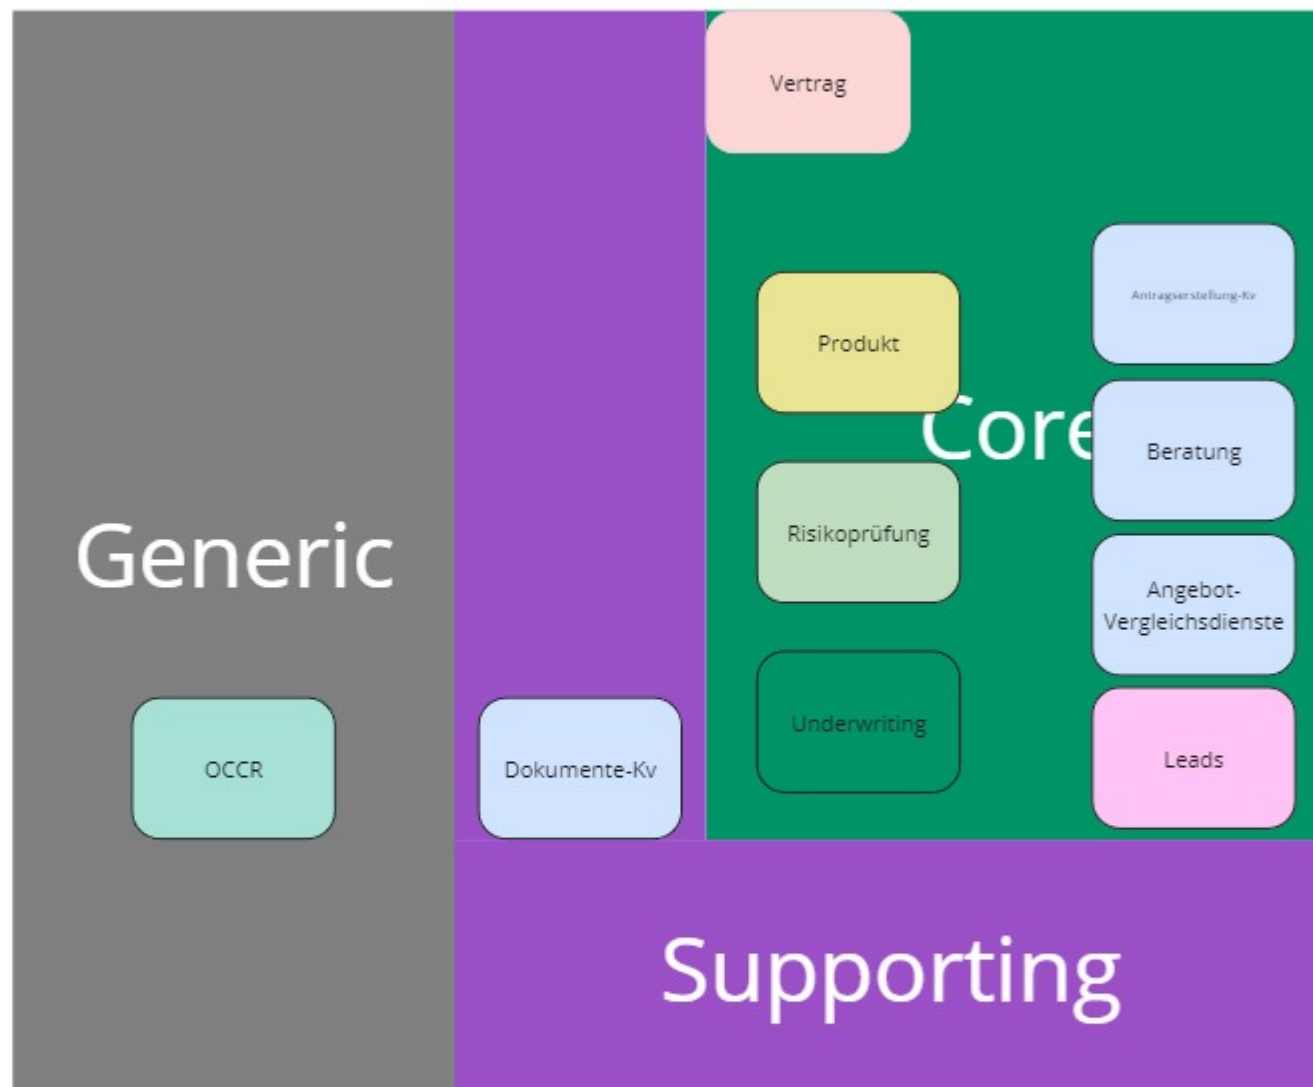 Vertrag
Antragserstellung-Kv
Produkt
Core
Beratung
Risikoprüfung
Generic
Angebot-
Vergleichsdienste
Underwriting
OCCR
Dokumente-Kv
Leads
Supporting